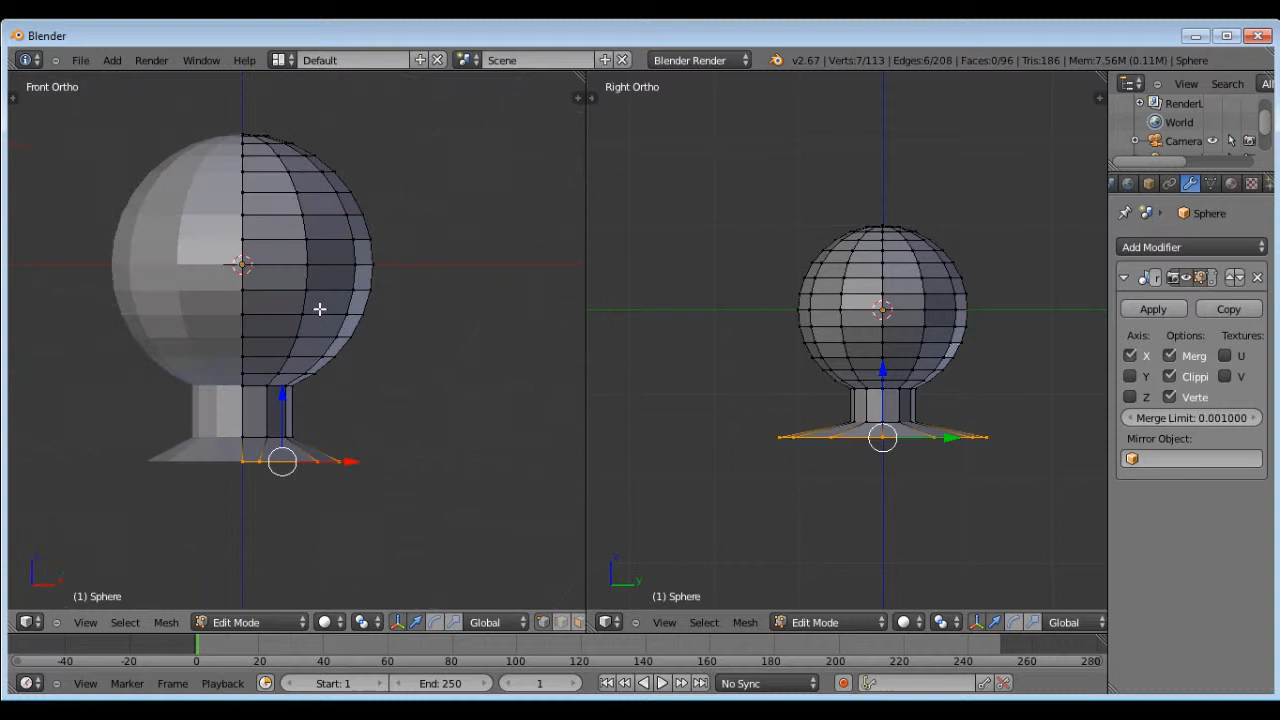 Blender
File Add Render Window Help Default Scene Blender Render v2.67 | Verts:7/113 | Edges:6/208 | Faces:0/96 | Tris:186 | Mem:7.56M (0.11M) | Sphere
Front Ortho
Right Ortho
View Search All
RenderL
World
Camera
Sphere
Add Modifier
Apply Copy
Axis: Options: Textures:
X Merg U
Y Clippi V
Z Verte
Merge Limit: 0.001000
Mirror Object:
(1) Sphere
(1) Sphere
View Select Mesh Edit Mode Global
View Select Mesh Edit Mode Global
-40 -20 0 20 40 60 80 100 120 140 160 180 200 220 240 260 280
View Marker Frame Playback Start: 1 End: 250 1 No Sync